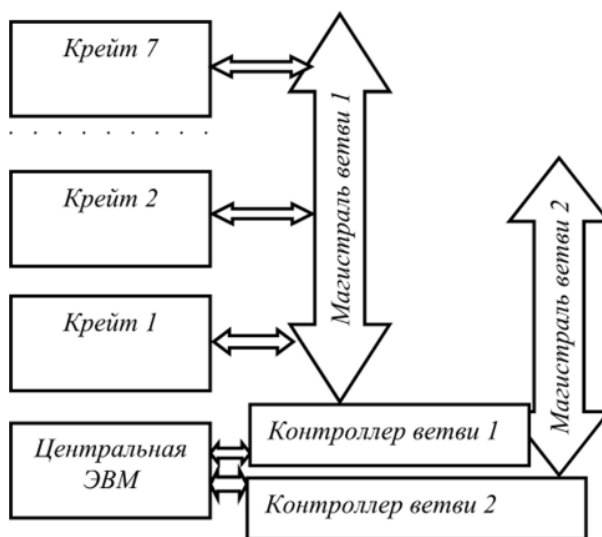 Крейт 7
Магистраль ветви 1
Крейт 2
Магистраль ветви 2
Крейт 1
Контроллер ветви 1
Центральная
ЭВМ
Контроллер ветви 2